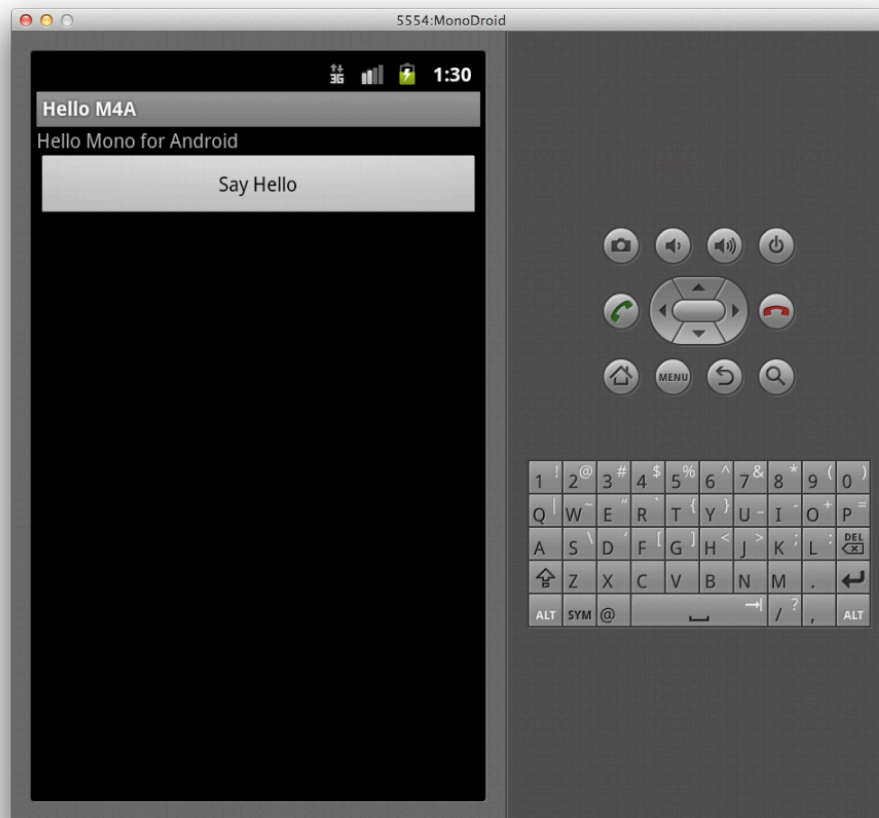 5554:MonoDroid
3G 1:30
Hello M4A
Hello Mono for Android
Say Hello
MENU
1 ! 2 @ 3 # 4 $ 5 % 6 ^ 7 & 8 * 9 ( 0 )
Q | W ~ E “ R ` T { Y } U _ I - O + P =
A S \ D ‘ F [ G ] H < J > K ; L : DEL
Z X C V B N M .
ALT SYM @ / ? , ALT